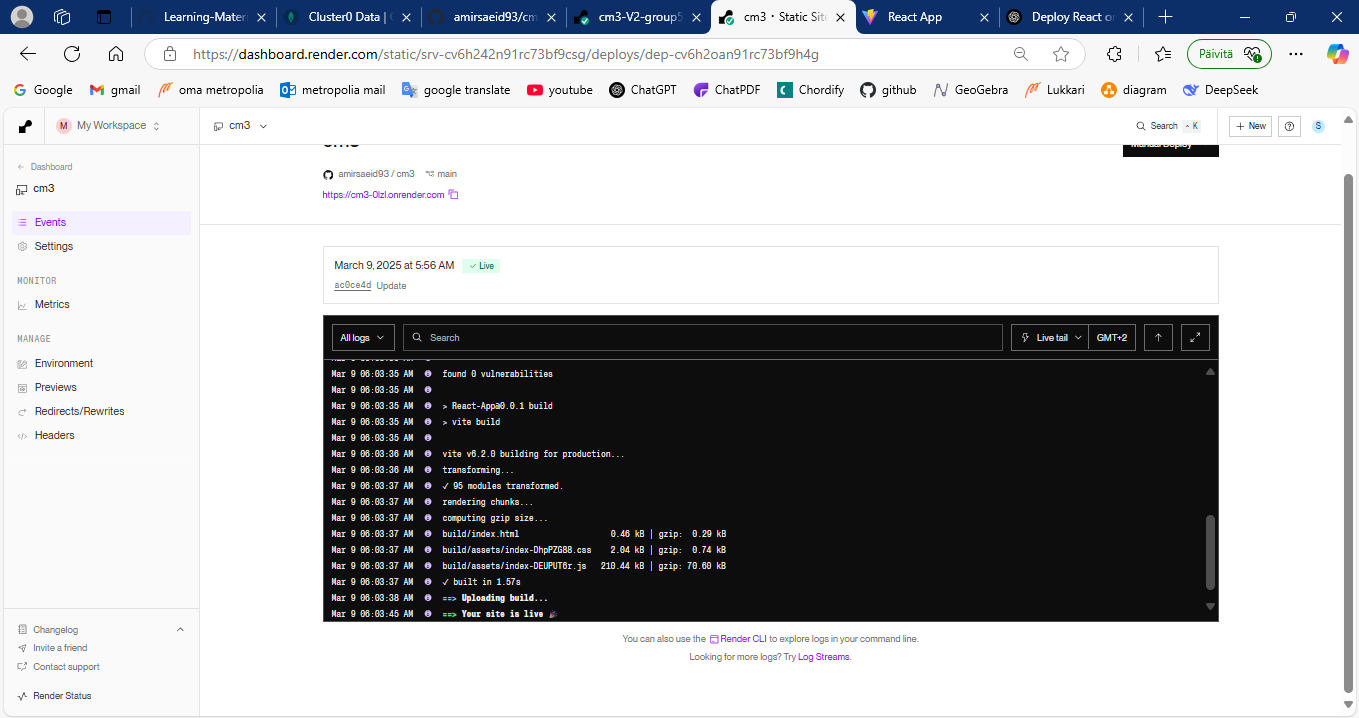 Learning-Mater
Cluster0 Data |
amirsaeid93/cm
cm3-V2-group5
cm3 · Static Site
React App
Deploy React on
https://dashboard.render.com/static/srv-cv6h242n91rc73bf9csg/deploys/dep-cv6h2oan91rc73bf9h4g
Päivitä
Google
gmail
oma metropolia
metropolia mail
google translate
youtube
ChatGPT
ChatPDF
Chordify
github
GeoGebra
Lukkari
diagram
DeepSeek
M My Workspace
cm3
Search
K
+ New
S
← Dashboard
cm3
Events
Settings
MONITOR
Metrics
MANAGE
Environment
Previews
Redirects/Rewrites
Headers
Changelog
Invite a friend
Contact support
Render Status
cm3
Manual Deploy
amirsaeid93 / cm3 main
https://cm3-0lzl.onrender.com
March 9, 2025 at 5:56 AM ✓ Live
ac0ce4d Update
All logs Search Live tail GMT+2
Mar 9 06:03:35 AM found 0 vulnerabilities
Mar 9 06:03:35 AM
Mar 9 06:03:35 AM > React-App@0.0.1 build
Mar 9 06:03:35 AM > vite build
Mar 9 06:03:35 AM
Mar 9 06:03:36 AM vite v6.2.0 building for production...
Mar 9 06:03:36 AM transforming...
Mar 9 06:03:37 AM ✓ 95 modules transformed.
Mar 9 06:03:37 AM rendering chunks...
Mar 9 06:03:37 AM computing gzip size...
Mar 9 06:03:37 AM build/index.html 0.46 kB | gzip: 0.29 kB
Mar 9 06:03:37 AM build/assets/index-DhpPZG88.css 2.04 kB | gzip: 0.74 kB
Mar 9 06:03:37 AM build/assets/index-DEUPUT6r.js 210.44 kB | gzip: 70.60 kB
Mar 9 06:03:37 AM ✓ built in 1.57s
Mar 9 06:03:38 AM ==> Uploading build...
Mar 9 06:03:45 AM ==> Your site is live 🎉
You can also use the Render CLI to explore logs in your command line.
Looking for more logs? Try Log Streams.